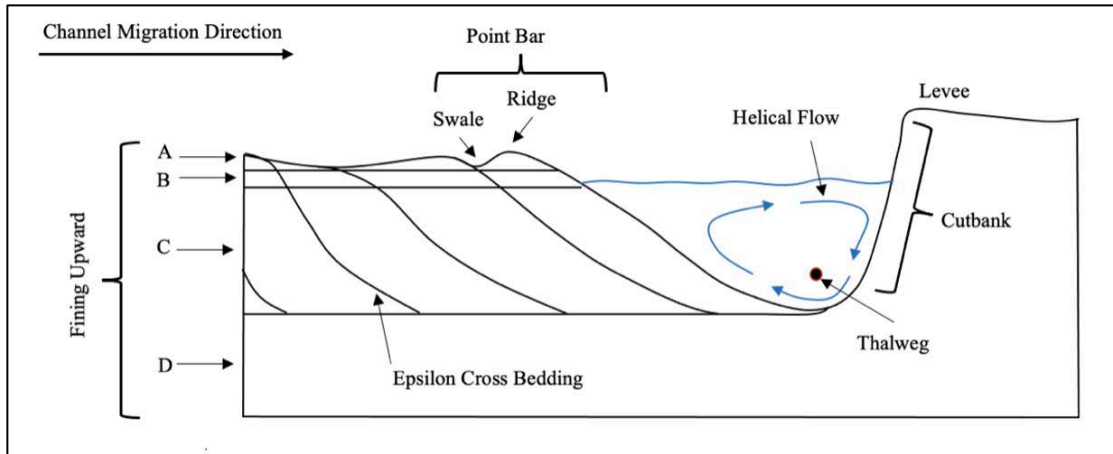 Channel Migration Direction
Point Bar
Ridge
Swale
Levee
Helical Flow
A
B
C
D
Fining Upward
Cutbank
Thalweg
Epsilon Cross Bedding